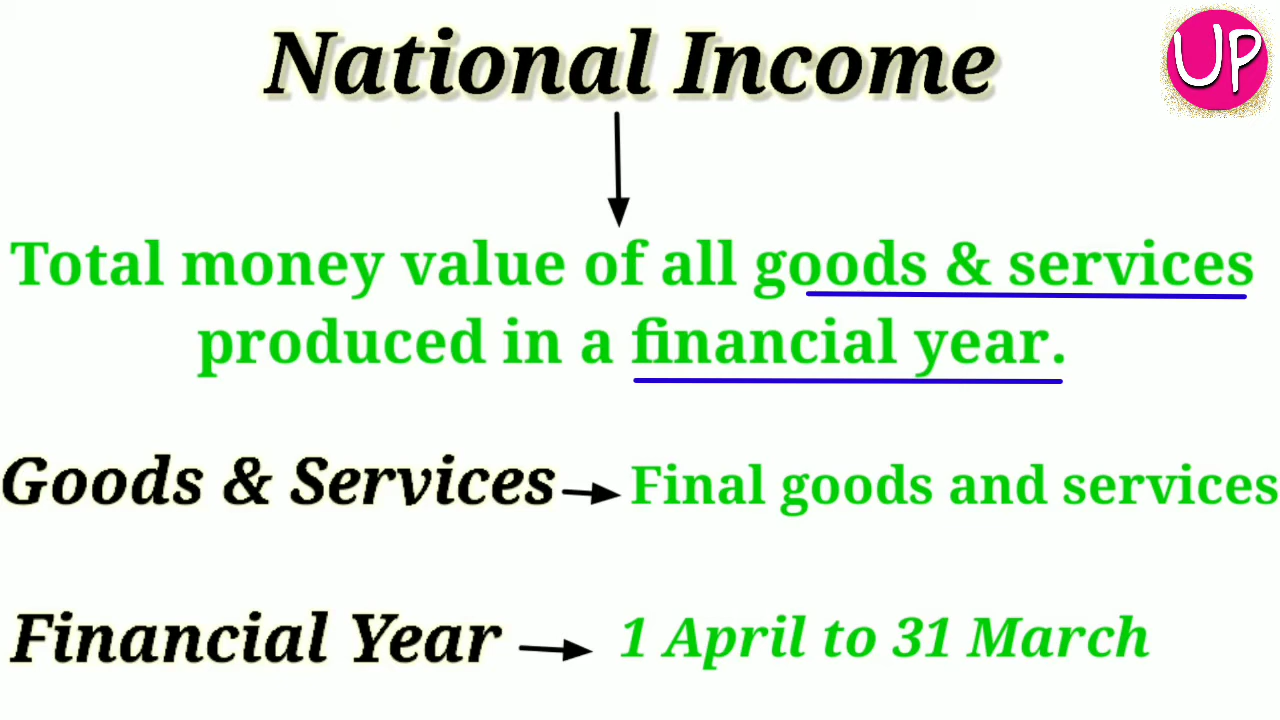 National Income
UP
Total money value of all goods & services
produced in a financial year.
Goods & Services → Final goods and services
Financial Year → 1 April to 31 March